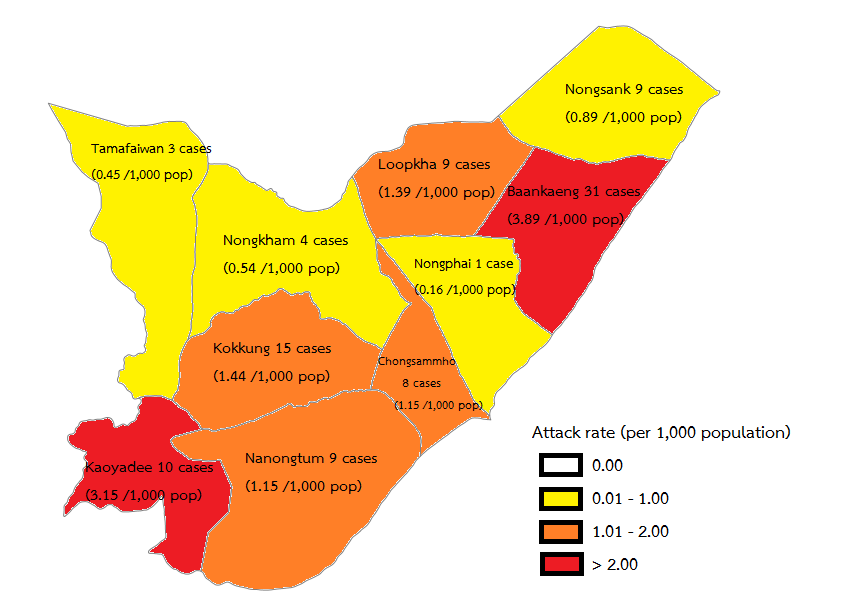 Nongsank 9 cases
(0.89 /1,000 pop)
Tamafaiwan 3 cases
(0.45 /1,000 pop)
Loopkha 9 cases
(1.39 /1,000 pop)
Baankaeng 31 cases
(3.89 /1,000 pop)
Nongkham 4 cases
(0.54 /1,000 pop)
Nongphai 1 case
(0.16 /1,000 pop)
Kokkung 15 cases
(1.44 /1,000 pop)
Chongsammho
8 cases
(1.15 /1,000 pop)
Kaoyadee 10 cases
(3.15 /1,000 pop)
Nanongtum 9 cases
(1.15 /1,000 pop)
Attack rate (per 1,000 population)
0.00
0.01 - 1.00
1.01 - 2.00
> 2.00